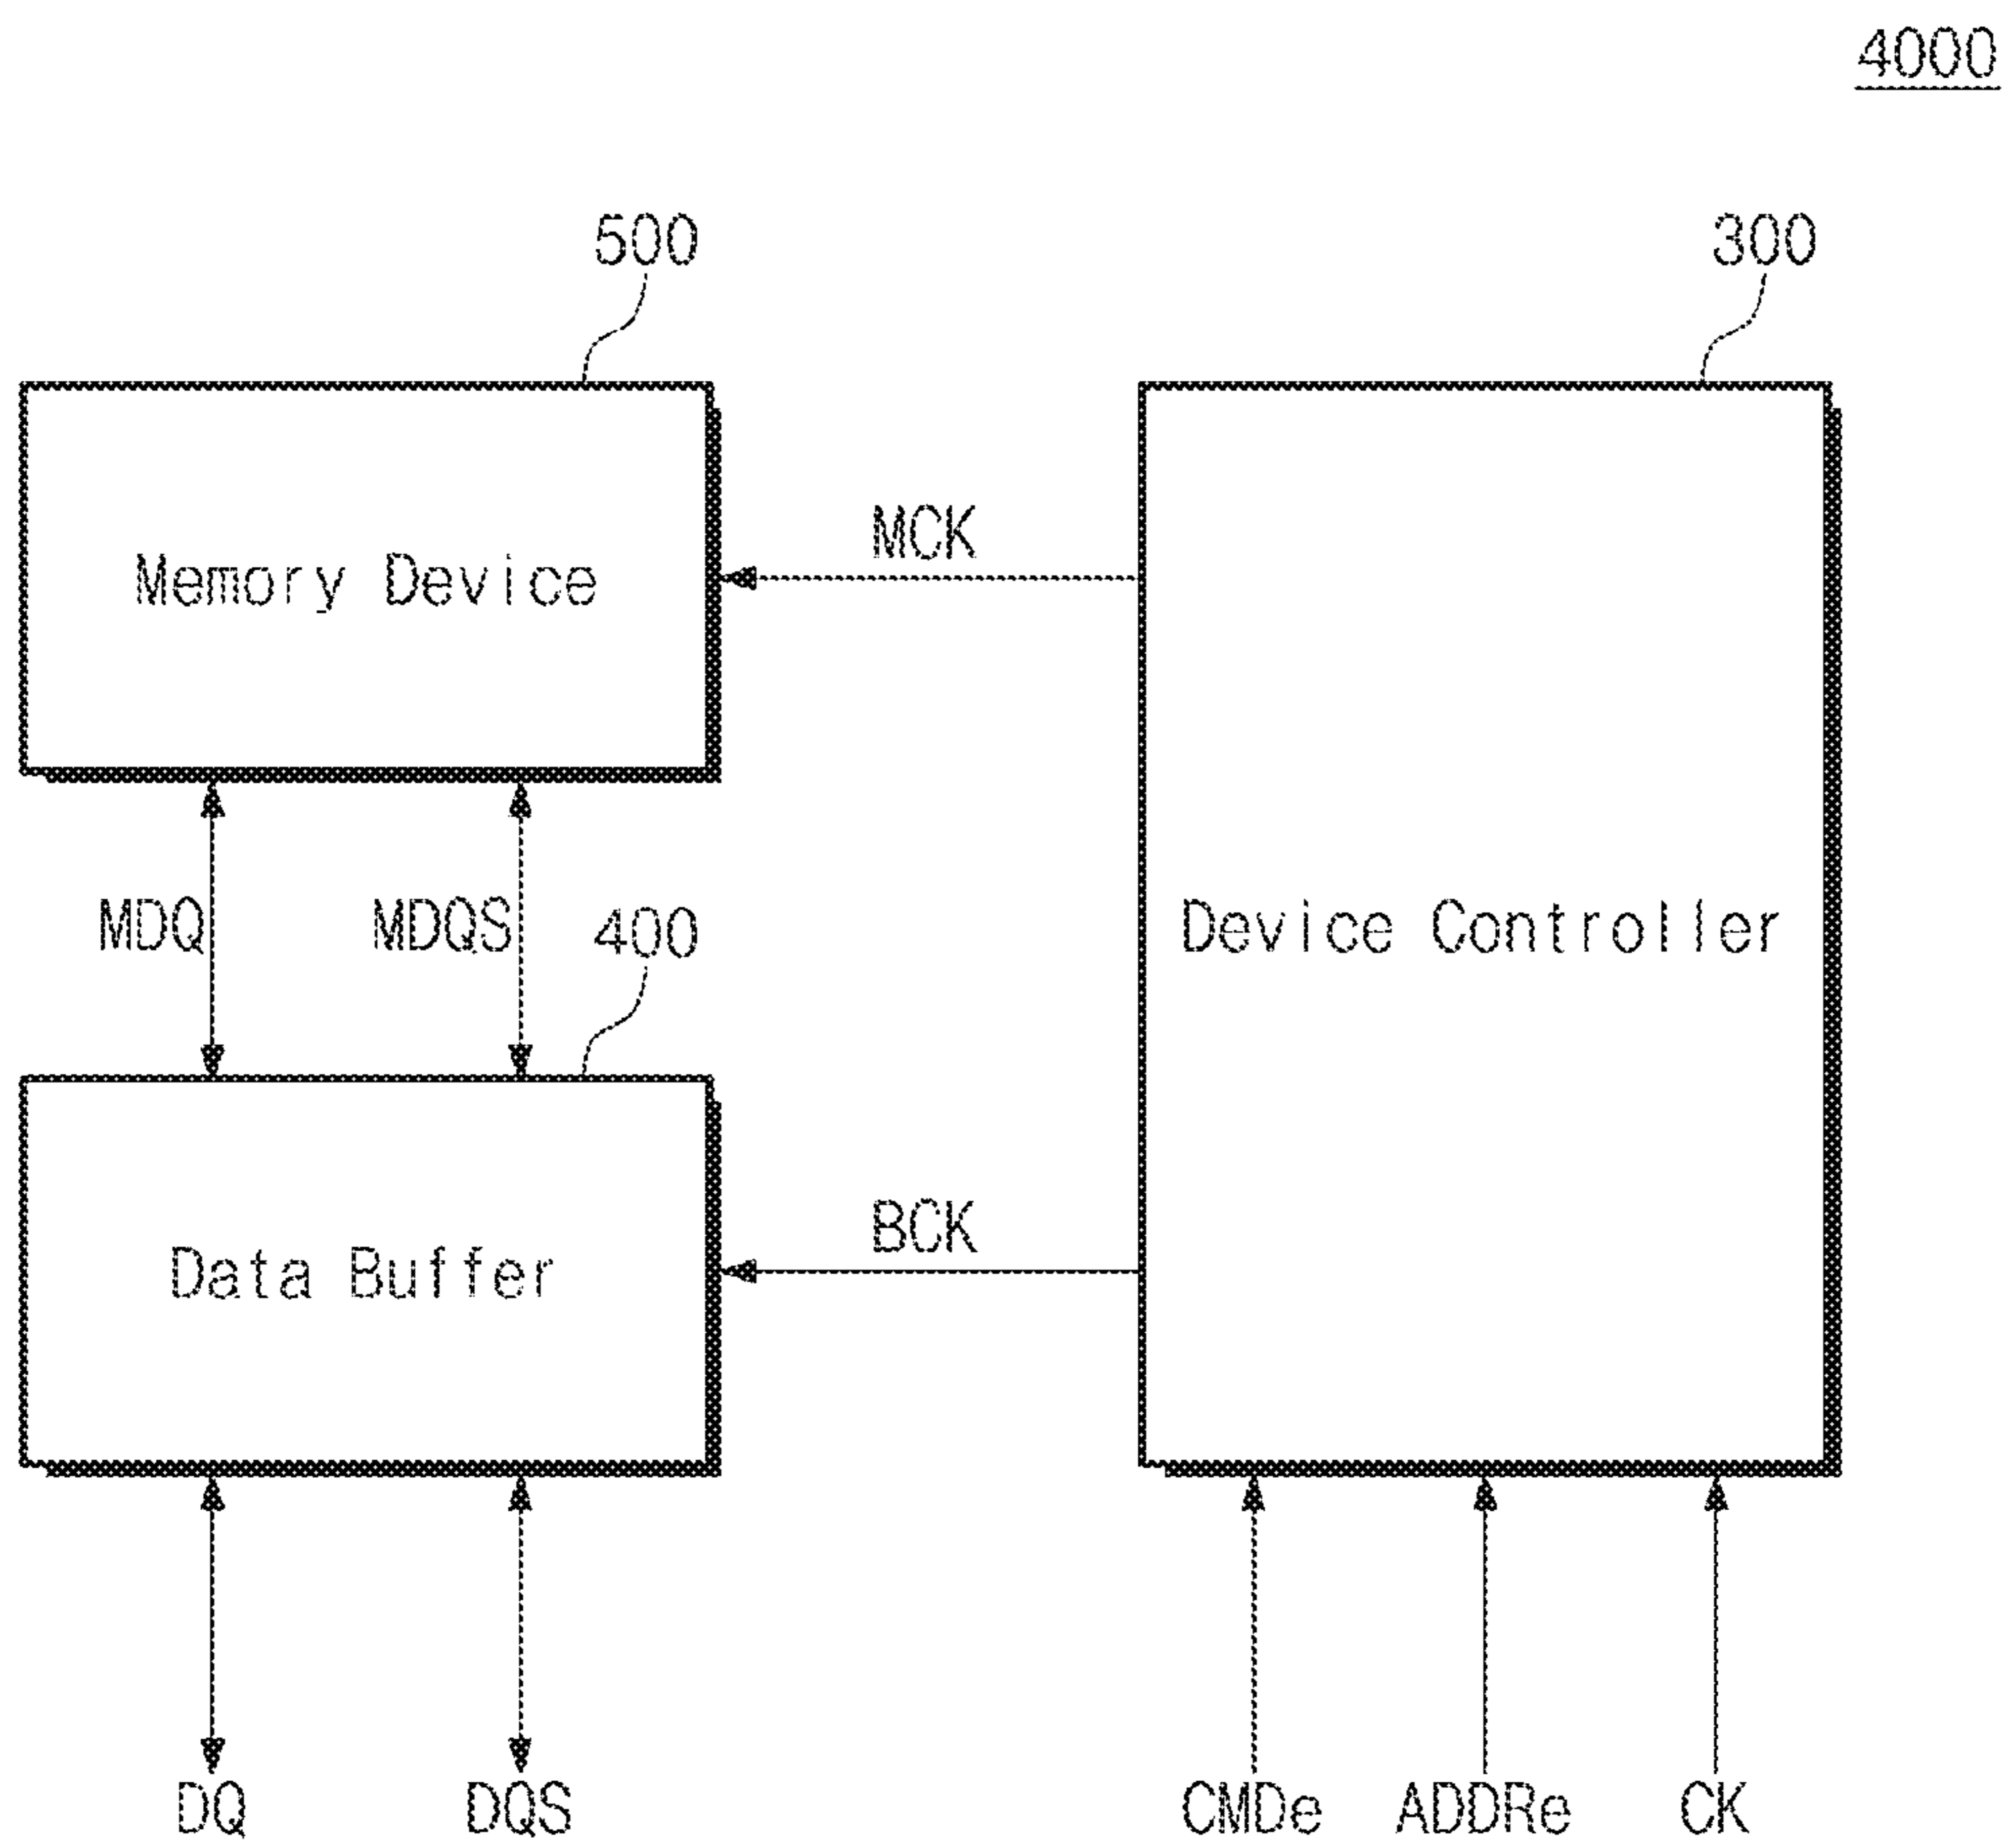 4000
500
300
Memory Device
MCK
MDQ
MDQS
400
Device Controller
BCK
Data Buffer
DQ
DQS
CMDe
ADDRe
CK